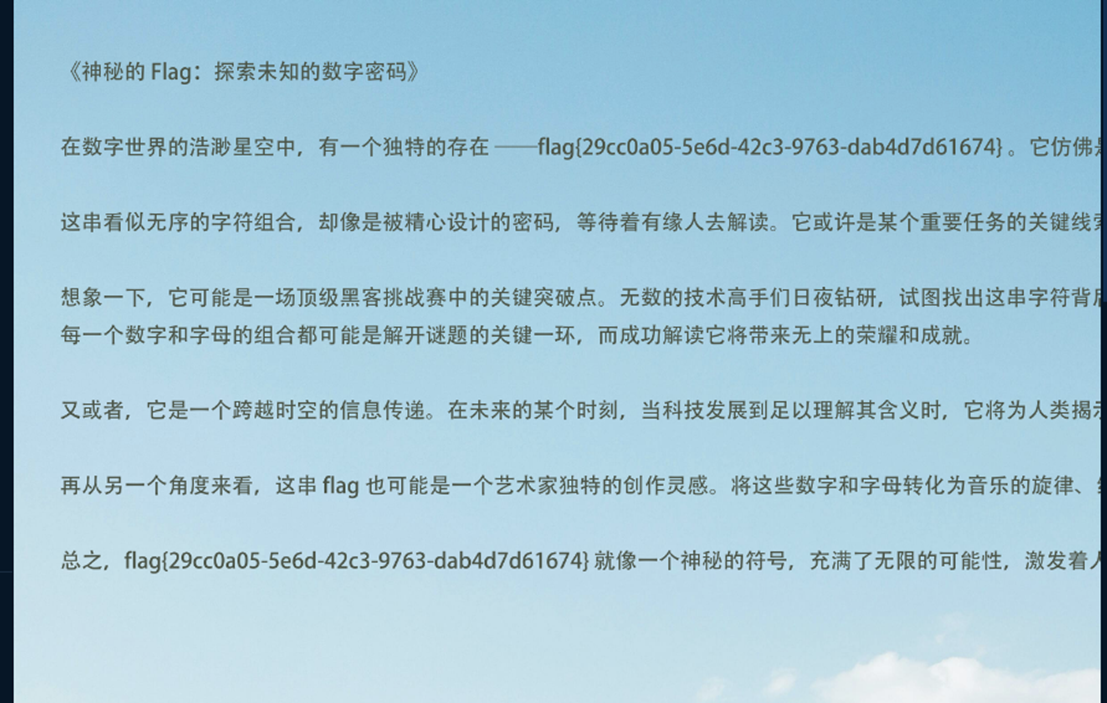 《神秘的 Flag：探索未知的数字密码》
在数字世界的浩渺星空中，有一个独特的存在 ——flag{29cc0a05-5e6d-42c3-9763-dab4d7d61674} 。它仿佛
这串看似无序的字符组合，却像是被精心设计的密码，等待着有缘人去解读。它或许是某个重要任务的关键线
想象一下，它可能是一场顶级黑客挑战赛中的关键突破点。无数的技术高手们日夜钻研，试图找出这串字符背
每一个数字和字母的组合都可能是解开谜题的关键一环，而成功解读它将带来无上的荣耀和成就。
又或者，它是一个跨越时空的信息传递。在未来的某个时刻，当科技发展到足以理解其含义时，它将为人类揭
再从另一个角度来看，这串 flag 也可能是一个艺术家独特的创作灵感。将这些数字和字母转化为音乐的旋律、
总之，flag{29cc0a05-5e6d-42c3-9763-dab4d7d61674} 就像一个神秘的符号，充满了无限的可能性，激发着